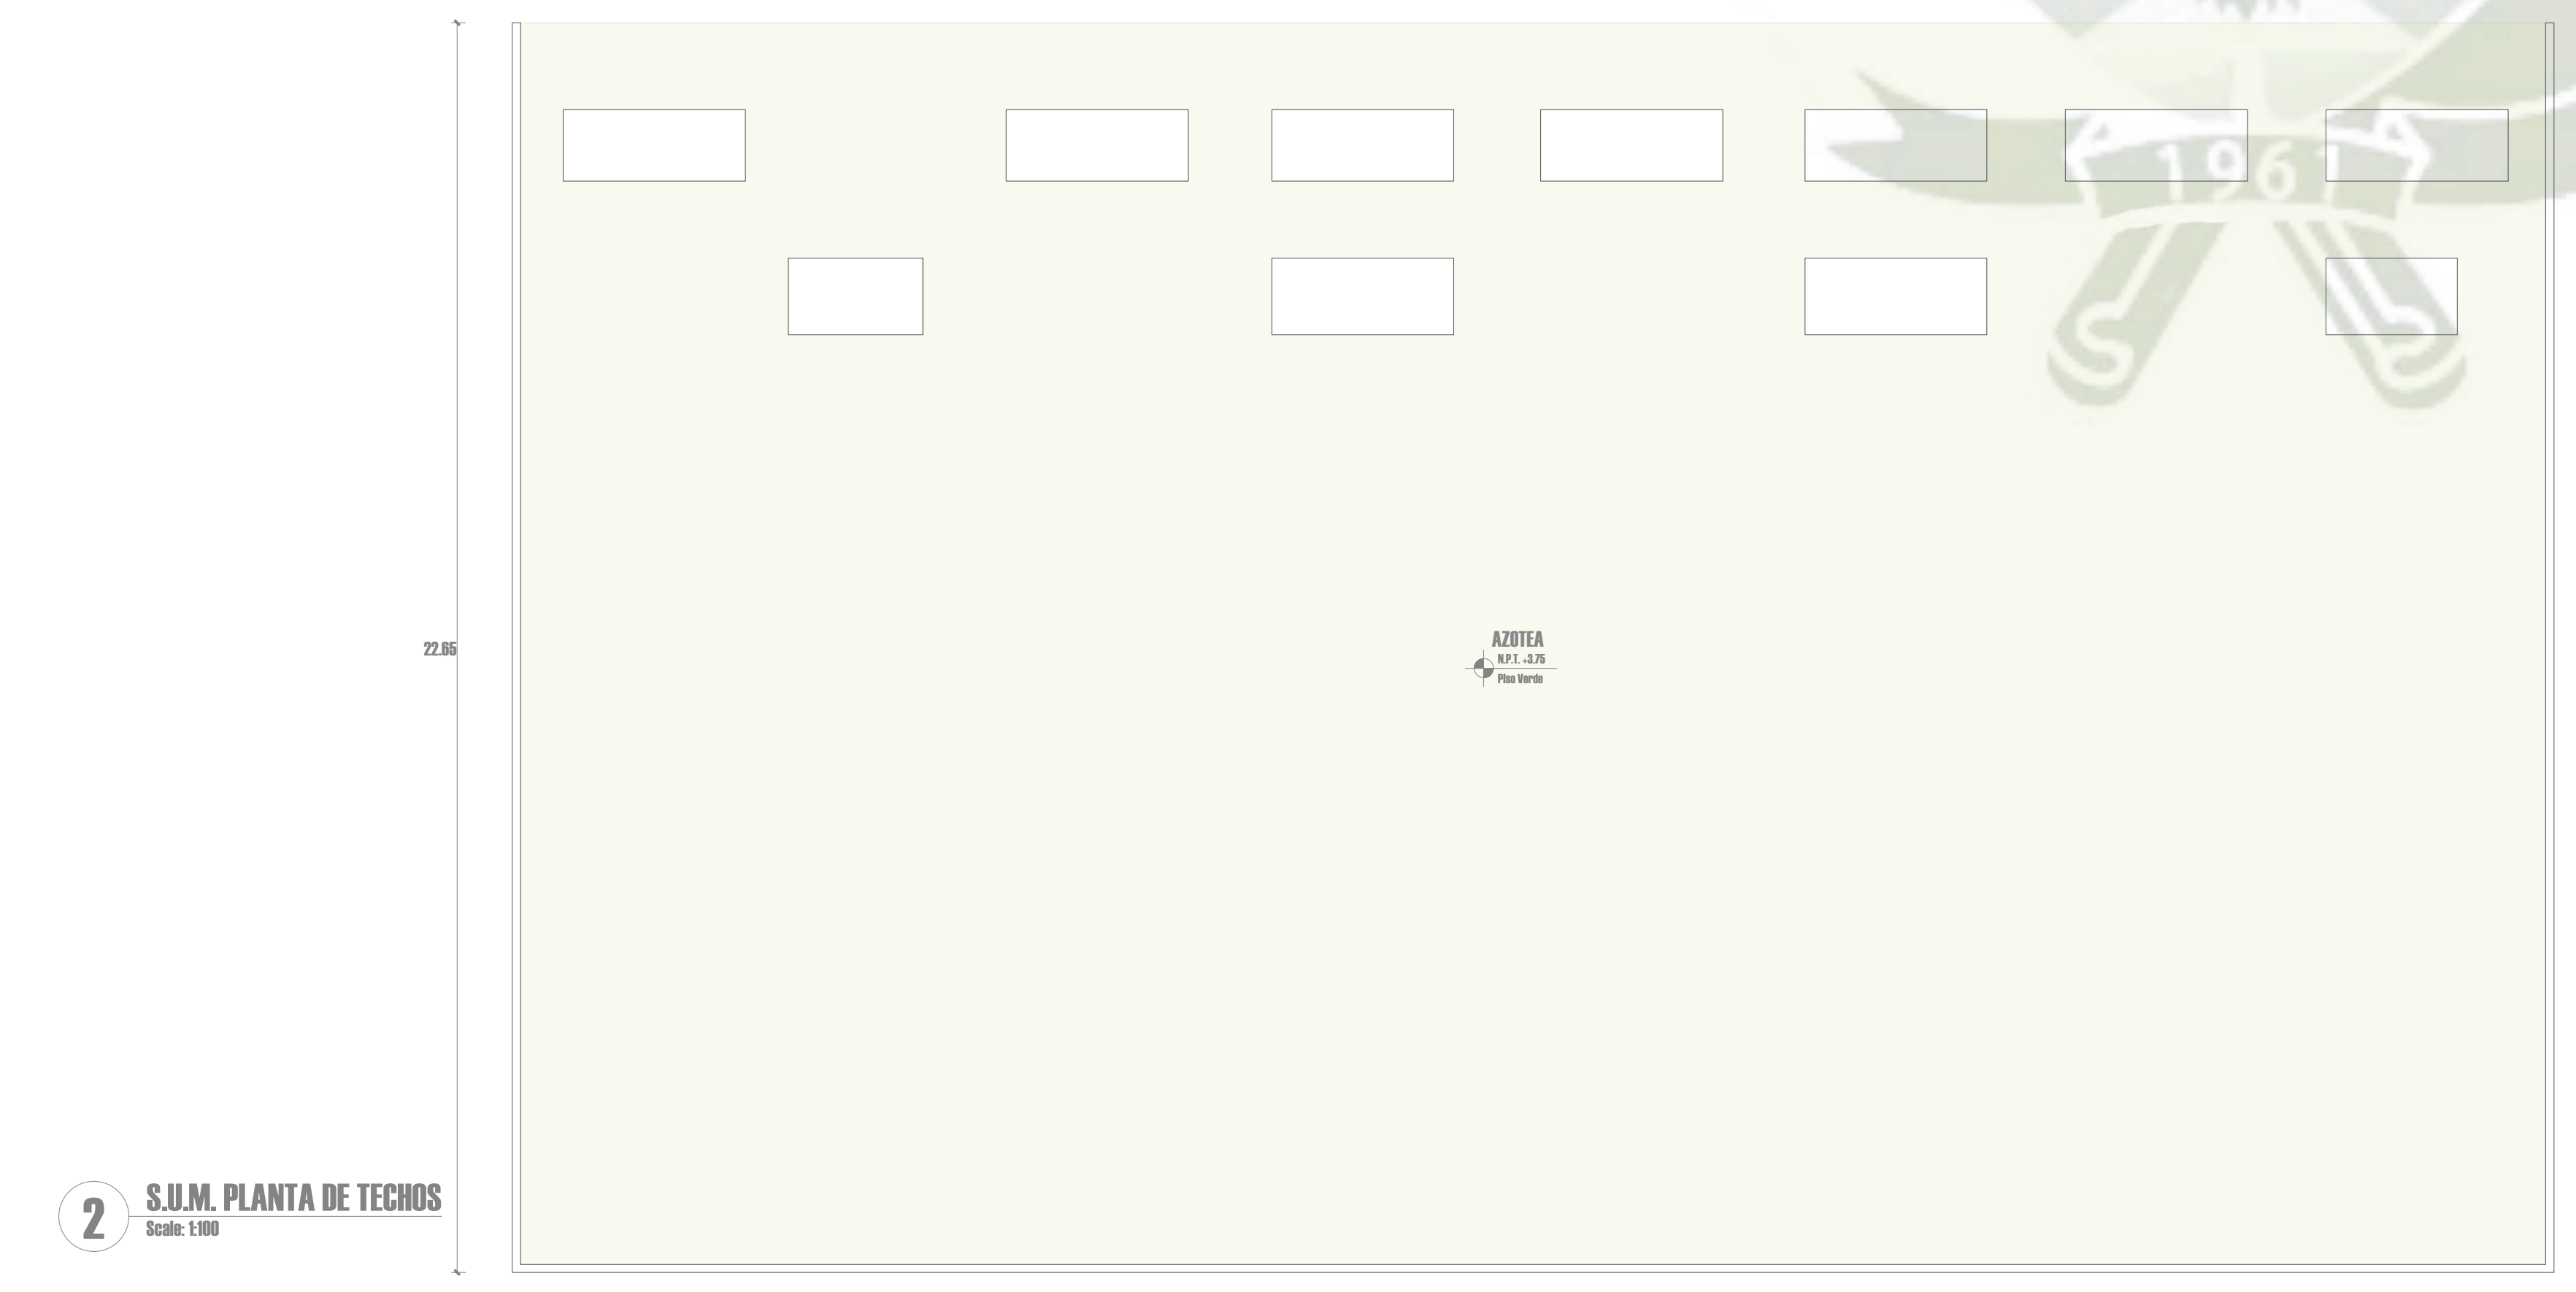 1961
AZOTEA
N.P.T. +3.75
Piso Verde
22.65
2
S.U.M. PLANTA DE TECHOS
Scale: 1:100